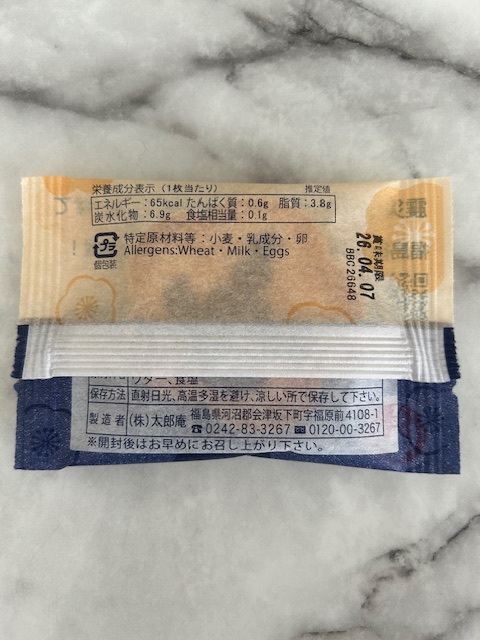 栄養成分表示（1枚当たり）　推定値
エネルギー：65kcal たんぱく質：0.6g 脂質：3.8g
炭水化物：6.9g 食塩相当量：0.1g
プラ
個包装
特定原材料等：小麦・乳成分・卵
Allergens:Wheat・Milk・Eggs
賞味期限
26.04.07
BBC26648
ウダー、食塩
保存方法 直射日光、高温多湿を避け、涼しい所で保存して下さい。
製造者 (株)太郎庵 福島県河沼郡会津坂下町字福原前4108-1
☎0242-83-3267 0120-00-3267
※開封後はお早めにお召し上がり下さい。